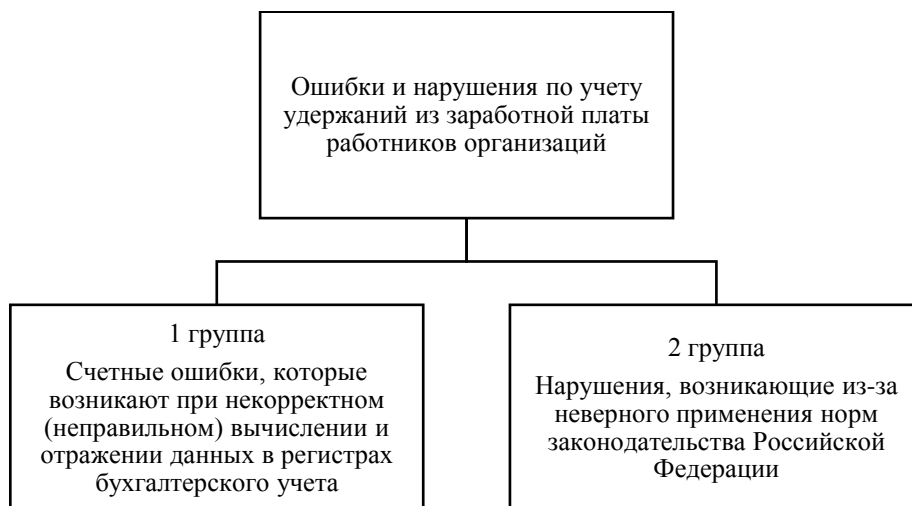 Ошибки и нарушения по учету
удержаний из заработной платы
работников организаций
1 группа
Счетные ошибки, которые
возникают при некорректном
(неправильном) вычислении и
отражении данных в регистрах
бухгалтерского учета
2 группа
Нарушения, возникающие из-за
неверного применения норм
законодательства Российской
Федерации